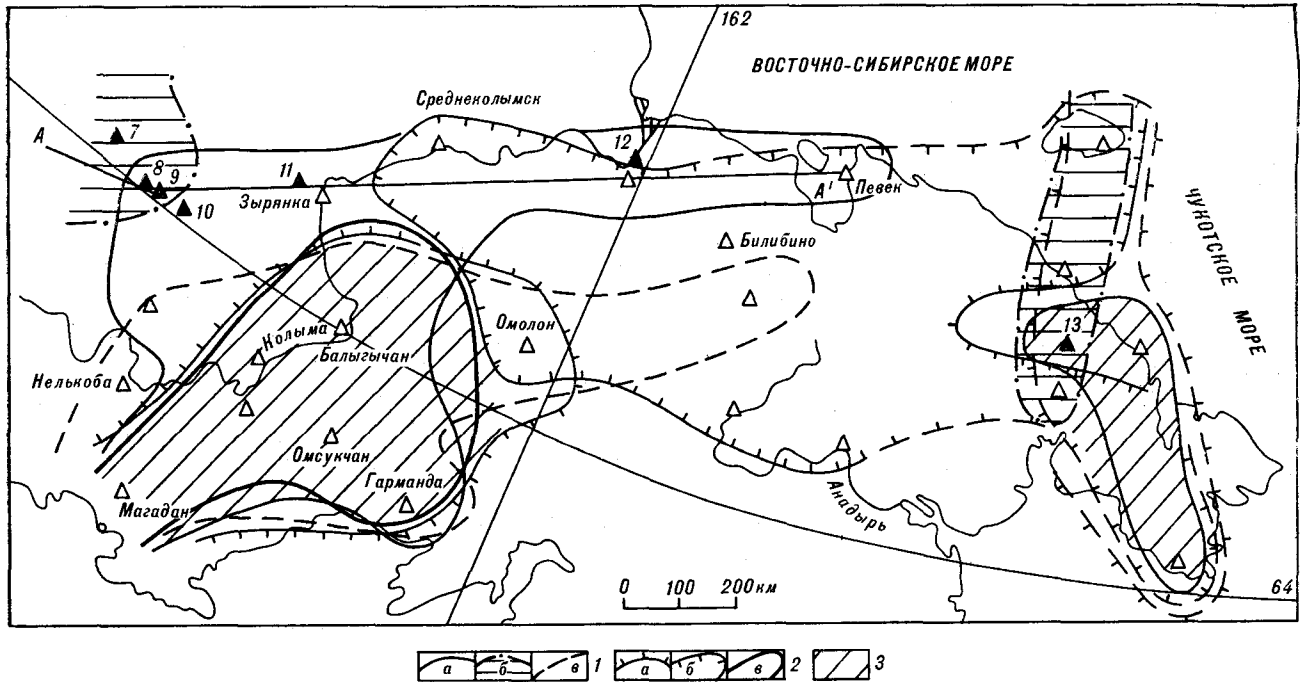 162
ВОСТОЧНО-СИБИРСКОЕ МОРЕ
Среднеколымск
А
7
12
8
9
11
10
Зырянка
А'
Певек
ЧУКОТСКОЕ МОРЕ
Билибино
Колыма
Балыгычан
Омолон
13
Нелькоба
Омсукчан
Гарманда
Магадан
Анадырь
0 100 200 км
64
а б в 1 а б в 2 3